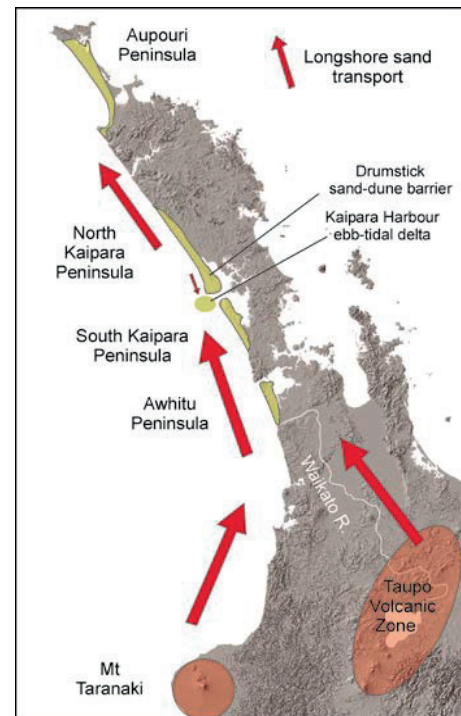 Aupouri
Peninsula
Longshore sand
transport
Drumstick
sand-dune barrier
Kaipara Harbour
ebb-tidal delta
North
Kaipara
Peninsula
South Kaipara
Peninsula
Awhitu
Peninsula
Waikato R.
Taupo
Volcanic
Zone
Mt
Taranaki